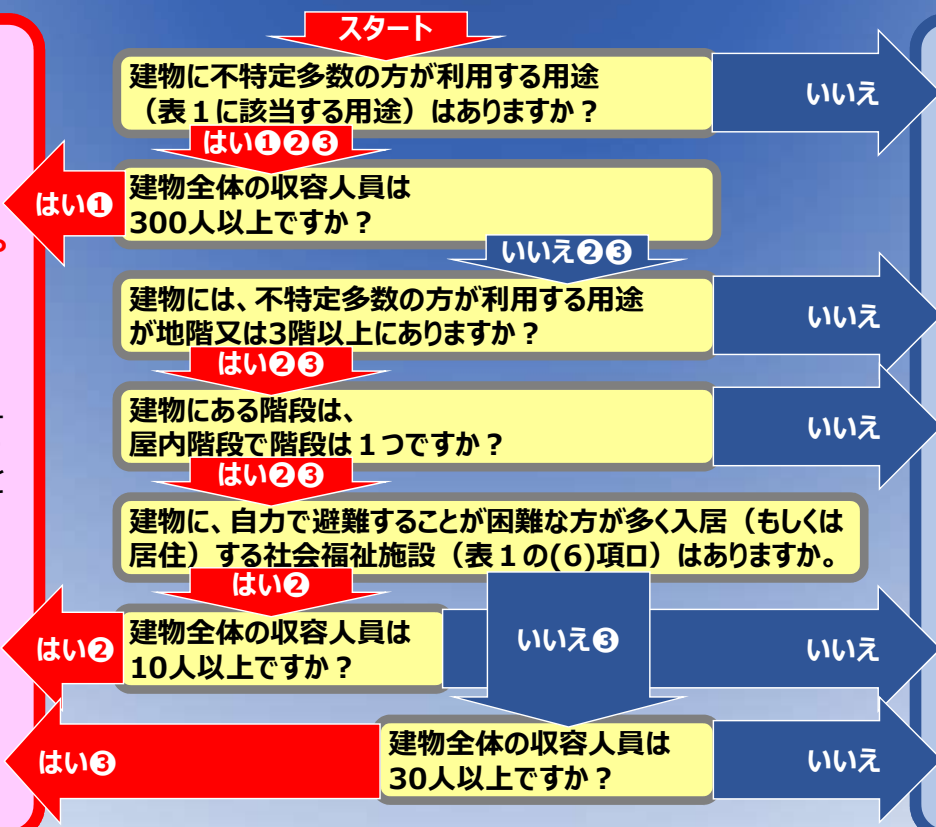 スタート
建物に不特定多数の方が利用する用途
（表１に該当する用途）はありますか？
いいえ
はい❶❷❸
建物全体の収容人員は
300人以上ですか？
はい❶
。
いいえ❷❸
建物には、不特定多数の方が利用する用途
が地階又は3階以上にありますか？
いいえ
はい❷❸
建物にある階段は、
屋内階段で階段は１つですか？
いいえ
はい❷❸
建物に、自力で避難することが困難な方が多く入居（もしくは
居住）する社会福祉施設（表１の(6)項ロ）はありますか。
はい❷
建物全体の収容人員は
10人以上ですか？
はい❷
いいえ❸
いいえ
建物全体の収容人員は
30人以上ですか？
はい❸
いいえ